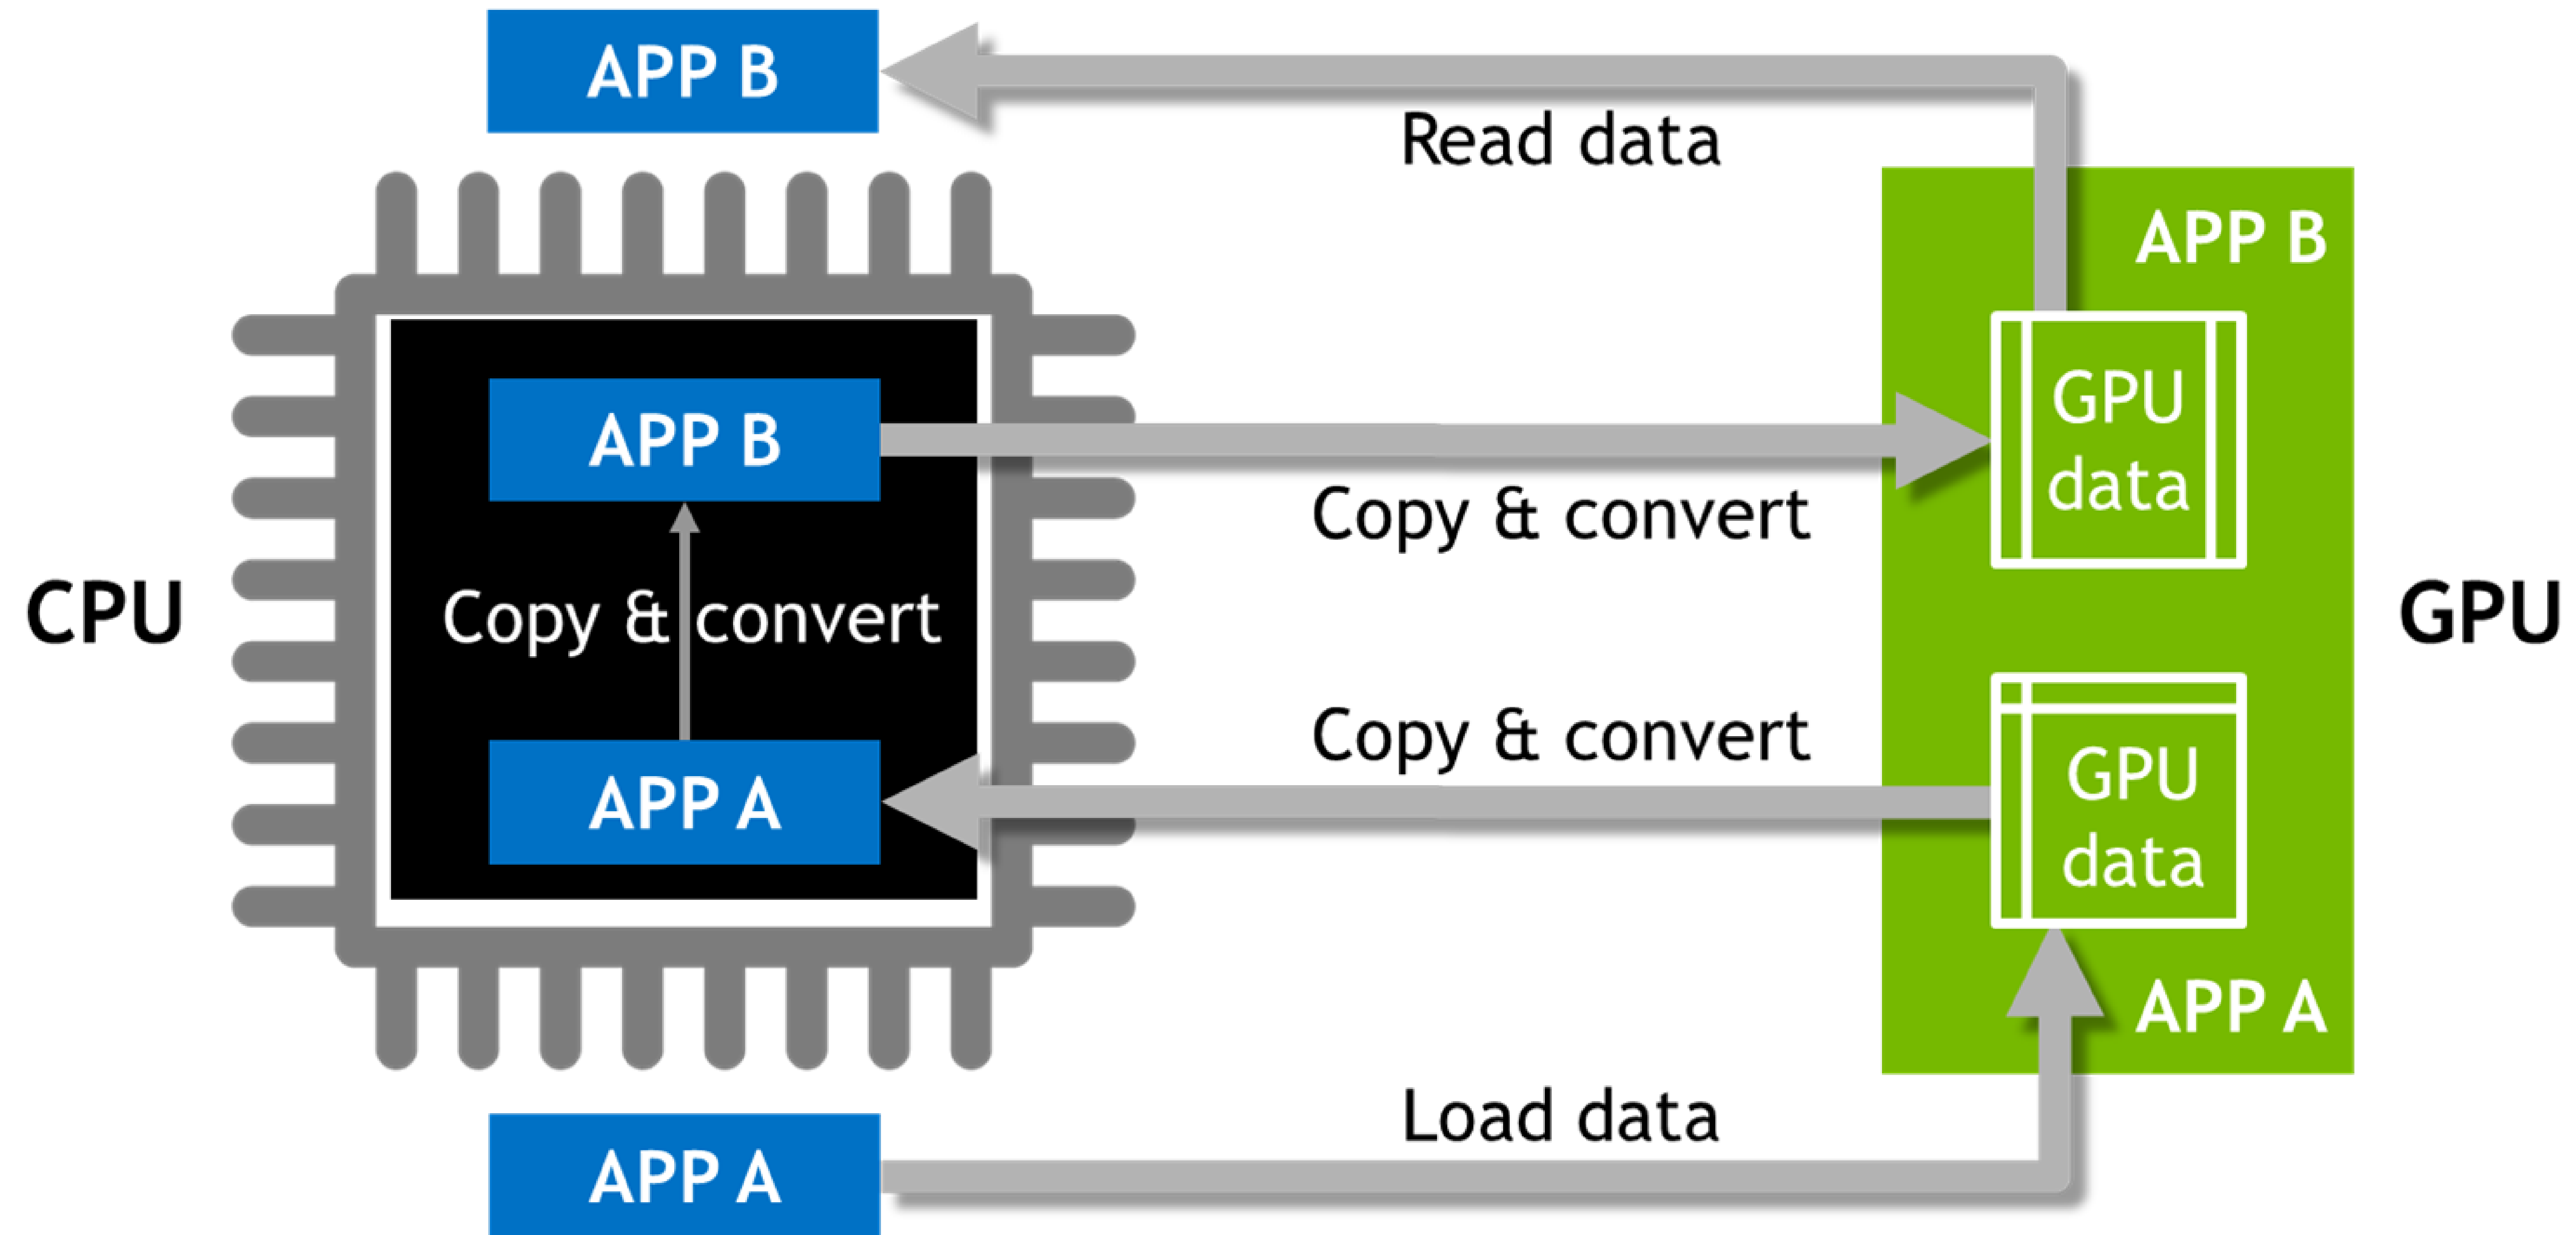 APP B
Read data
APP B
APP B
GPU
data
Copy & convert
CPU
Copy & convert
GPU
Copy & convert
APP A
GPU
data
APP A
Load data
APP A